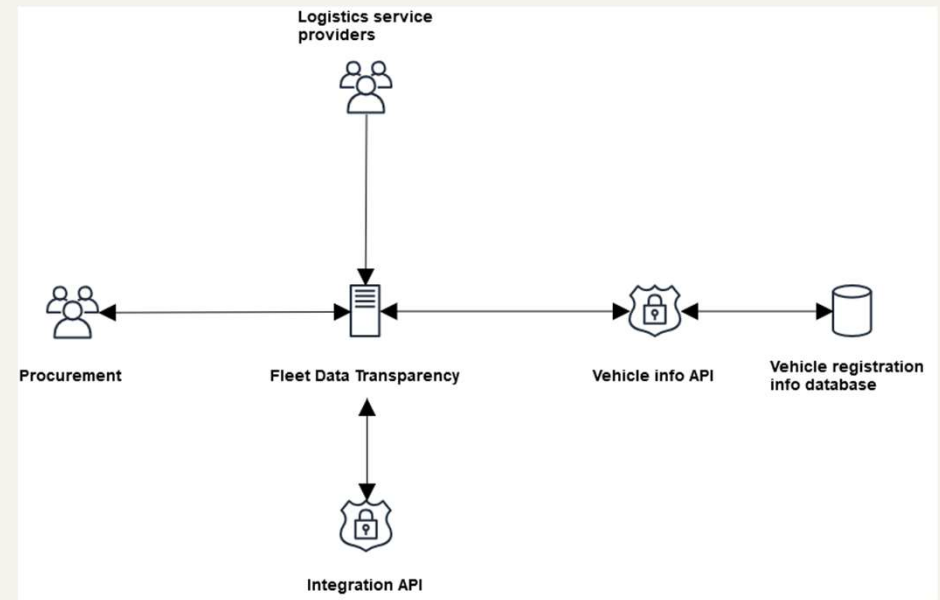 Logistics service
providers
Procurement
Fleet Data Transparency
Vehicle info API
Vehicle registration
info database
Integration API